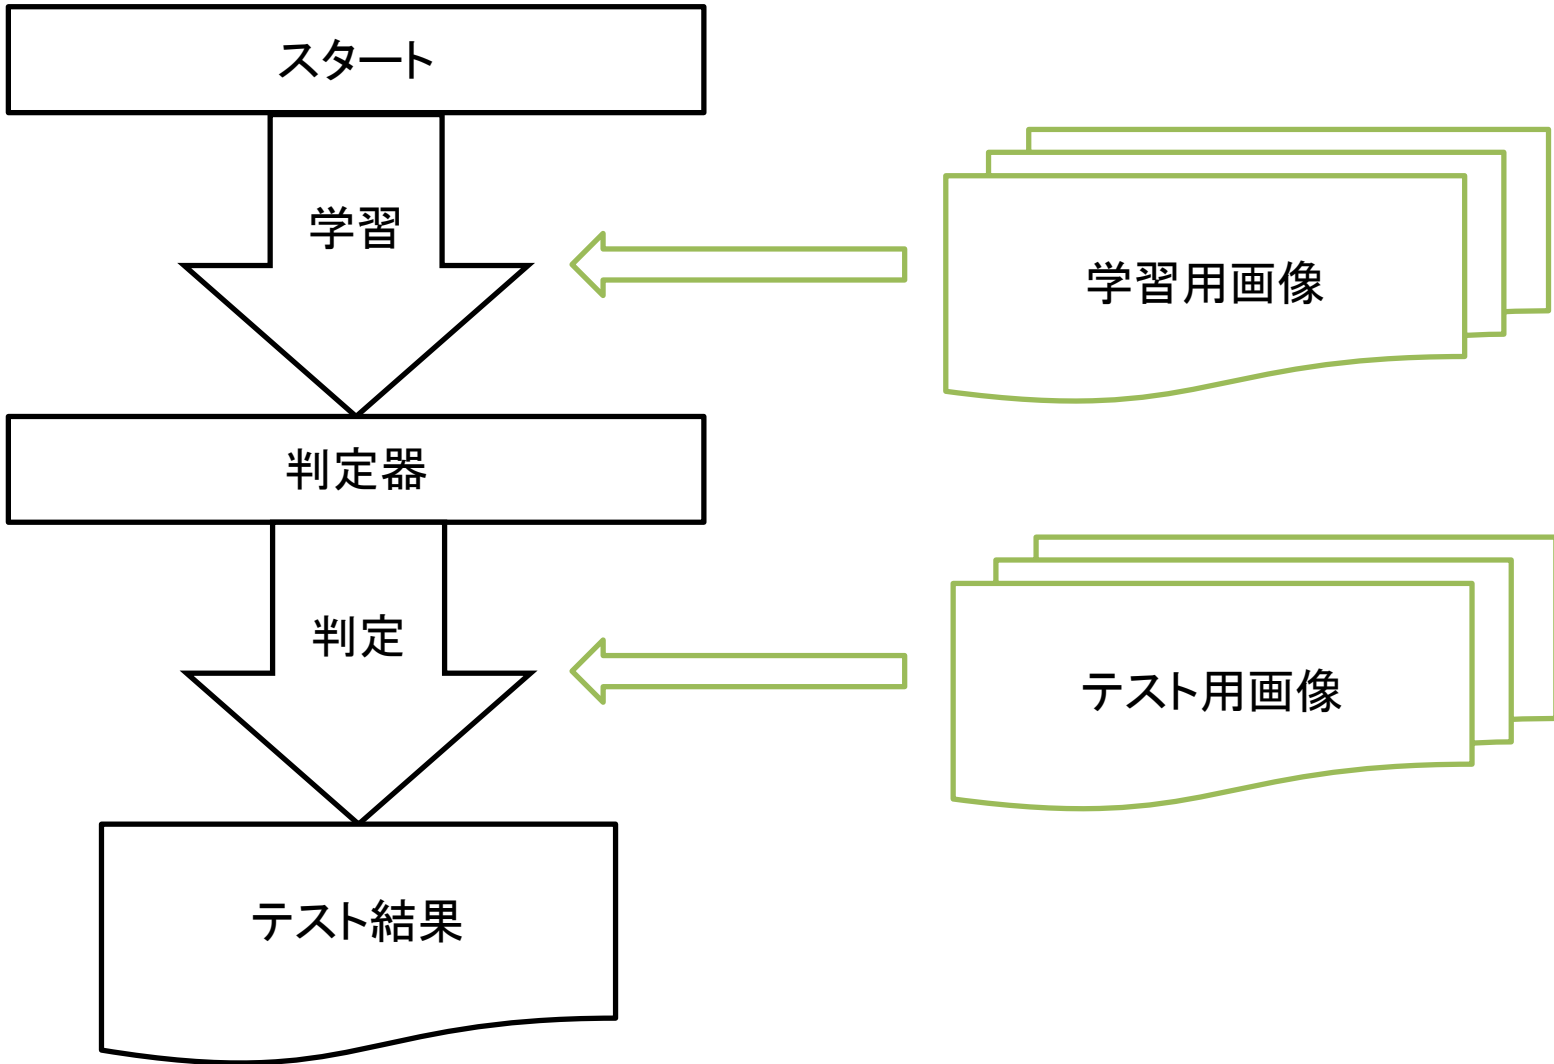 スタート
学習
学習用画像
判定器
判定
テスト用画像
テスト結果